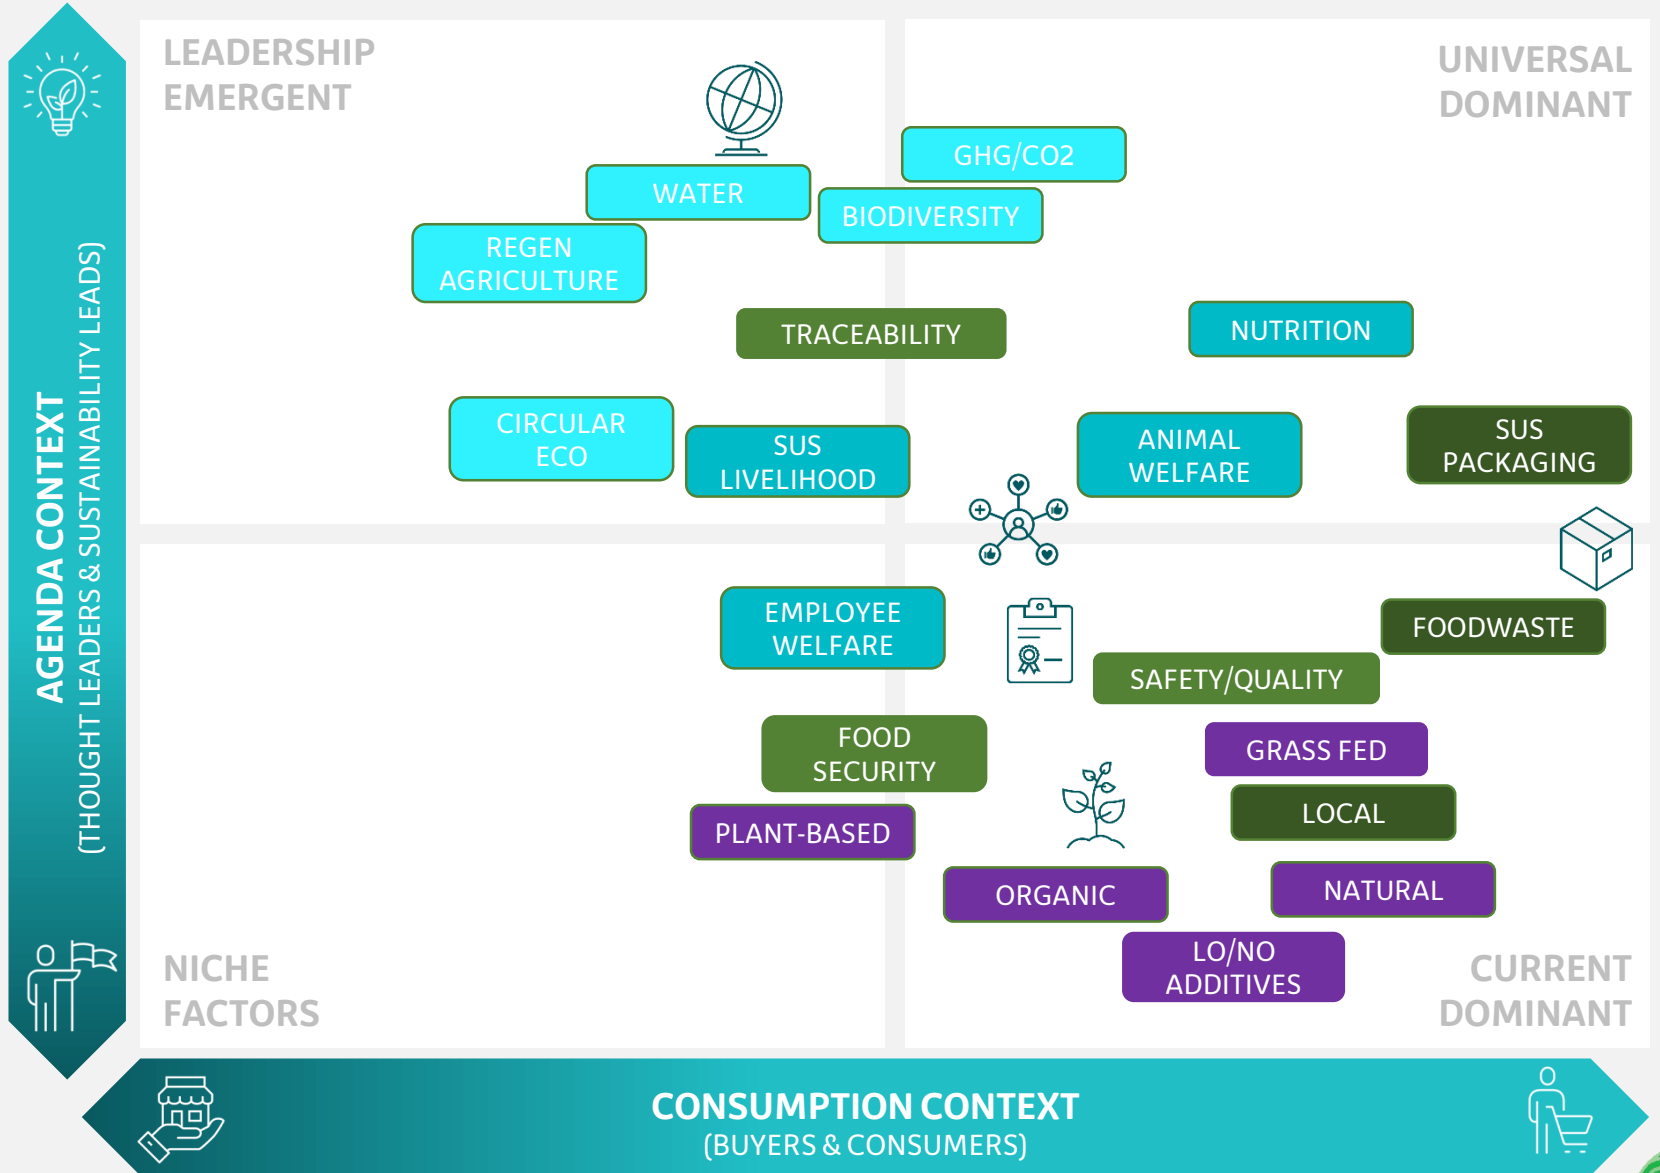 LEADERSHIP
EMERGENT
UNIVERSAL
DOMINANT
GHG/CO2
WATER
BIODIVERSITY
REGEN
AGRICULTURE
TRACEABILITY
NUTRITION
CIRCULAR
ECO
SUS
LIVELIHOOD
ANIMAL
WELFARE
SUS
PACKAGING
AGENDA CONTEXT
(THOUGHT LEADERS & SUSTAINABILITY LEADS)
EMPLOYEE
WELFARE
FOODWASTE
SAFETY/QUALITY
FOOD
SECURITY
GRASS FED
LOCAL
PLANT-BASED
ORGANIC
NATURAL
LO/NO
ADDITIVES
NICHE
FACTORS
CURRENT
DOMINANT
CONSUMPTION CONTEXT
(BUYERS & CONSUMERS)